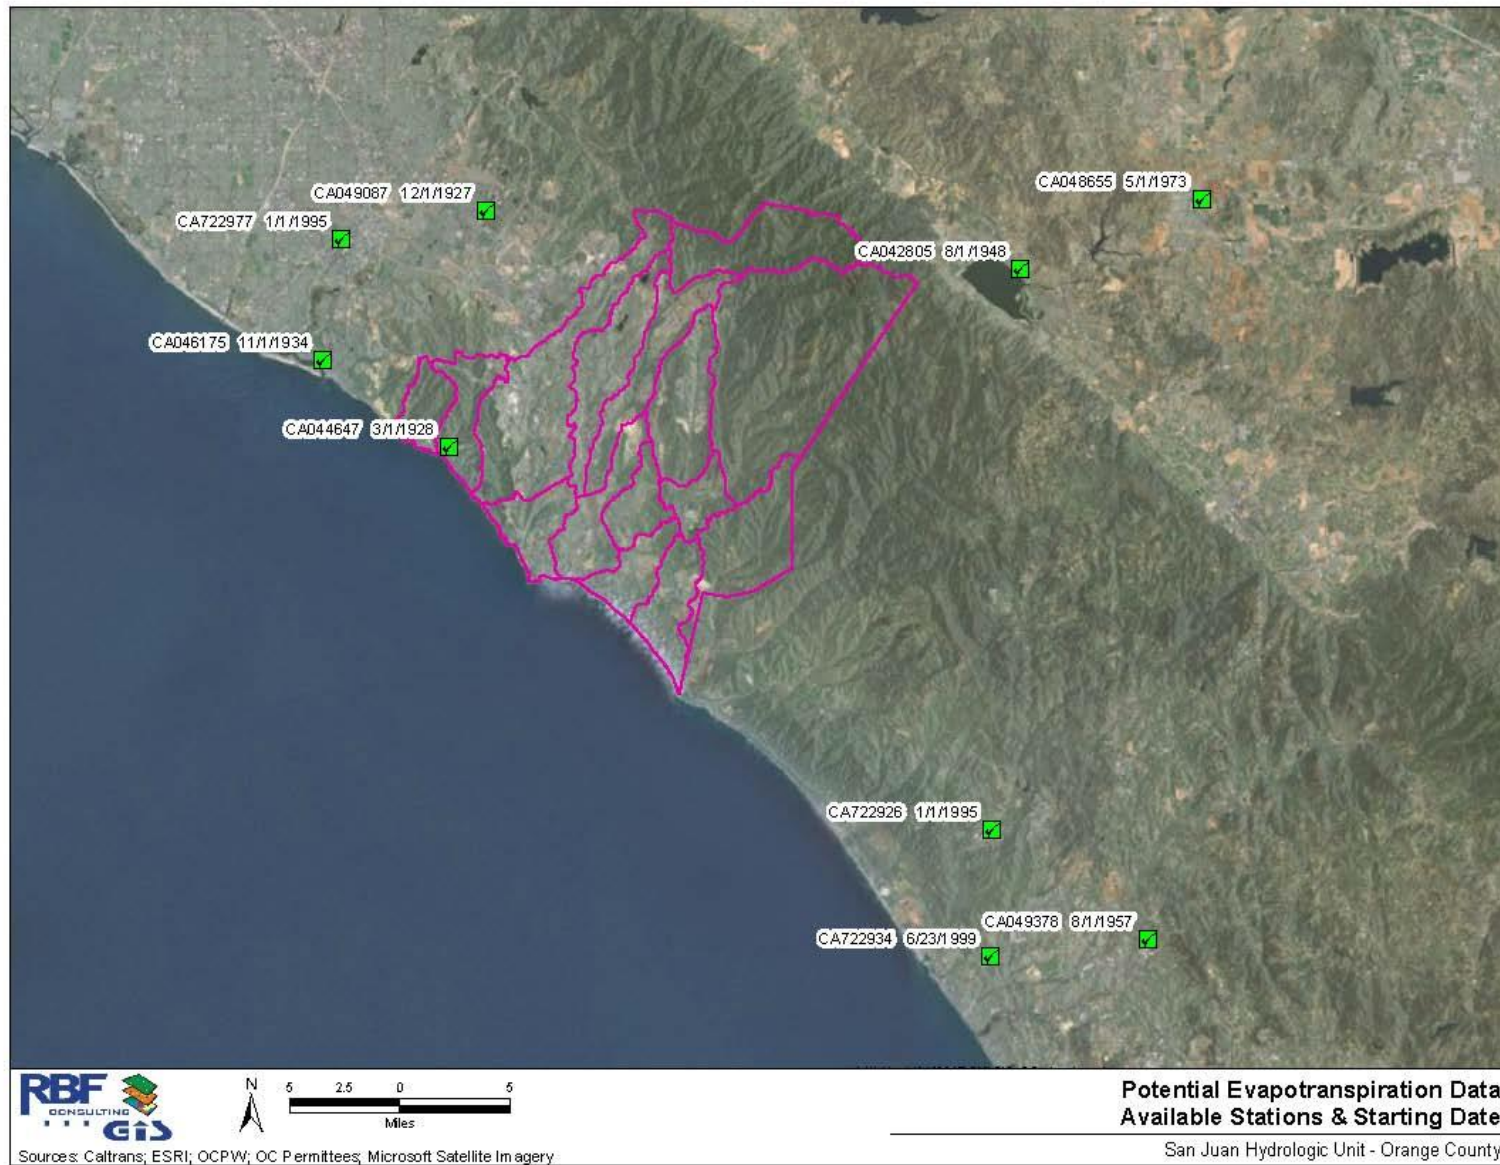 CA048655 5/1/1973
CA049087 12/1/1927
CA722977 1/1/1995
CA042805 8/1/1948
CA046175 11/1/1934
CA044647 3/1/1928
CA722926 1/1/1995
CA049378 8/1/1957
CA722934 6/23/1999
RBF
CONSULTING
GIS
N
5 2.5 0 5
Miles
Sources: Caltrans; ESRI; OCPW; OC Permittees; Microsoft Satellite Imagery
Potential Evapotranspiration Data
Available Stations & Starting Date
San Juan Hydrologic Unit - Orange County